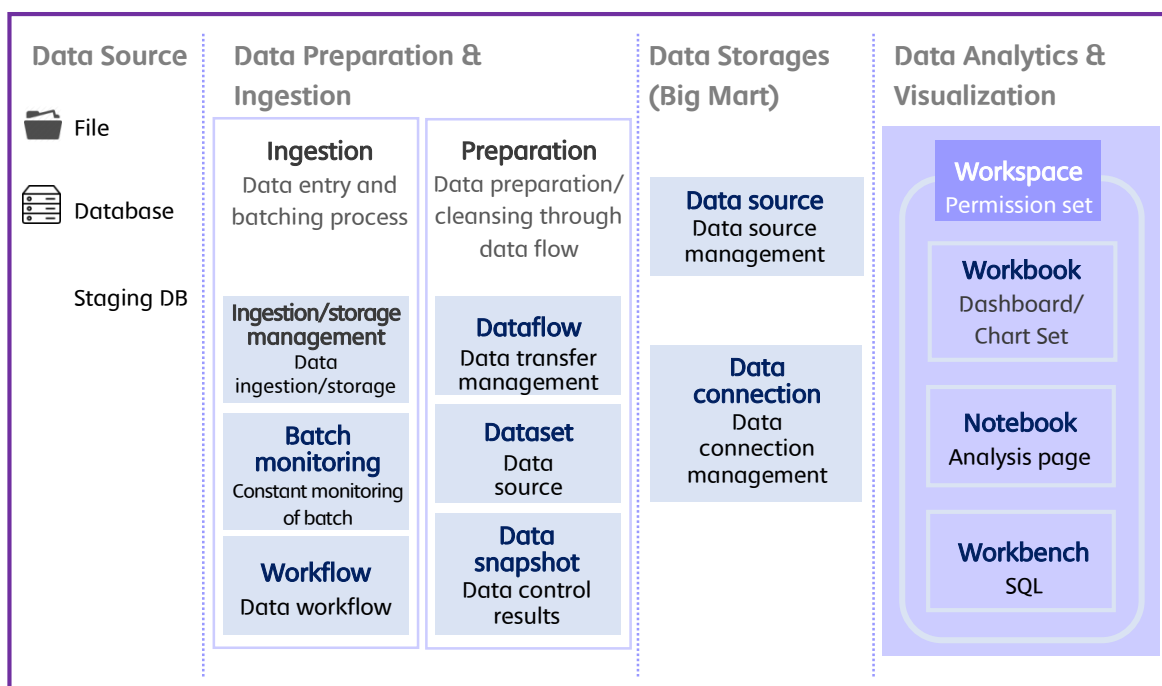 Data Source
File
Database
Staging DB
Data Preparation &
Ingestion
Ingestion
Data entry and
batching process
Ingestion/storage
management
Data
ingestion/storage
Batch
monitoring
Constant monitoring
of batch
Workflow
Data workflow
Preparation
Data preparation/
cleansing through
data flow
Dataflow
Data transfer
management
Dataset
Data
source
Data
snapshot
Data control
results
Data Storages
(Big Mart)
Data source
Data source
management
Data
connection
Data
connection
management
Data Analytics &
Visualization
Workspace
Permission set
Workbook
Dashboard/
Chart Set
Notebook
Analysis page
Workbench
SQL